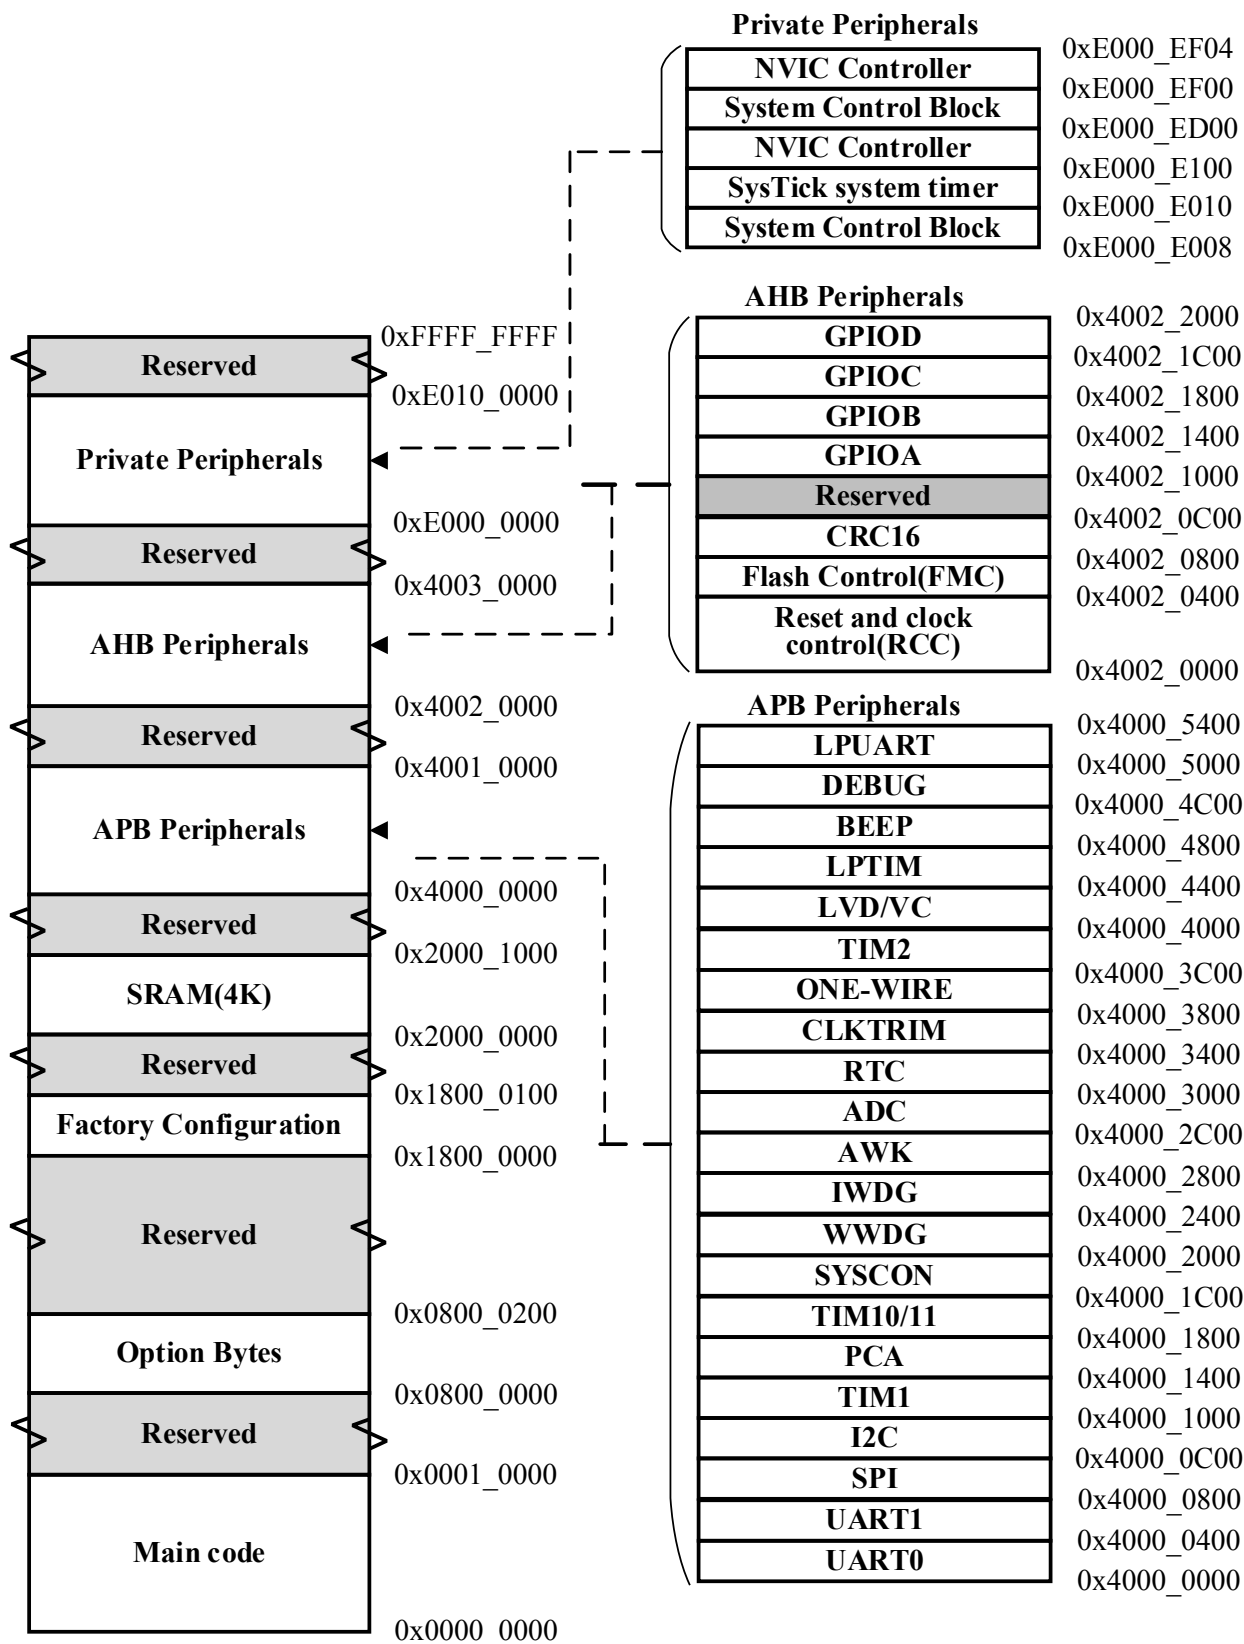 Private Peripherals
0xE000_EF04
NVIC Controller
0xE000_EF00
System Control Block
0xE000_ED00
NVIC Controller
0xE000_E100
SysTick system timer
0xE000_E010
System Control Block
0xE000_E008
AHB Peripherals
0x4002_2000
GPIOD
0x4002_1C00
GPIOC
0x4002_1800
GPIOB
0x4002_1400
GPIOA
0x4002_1000
Reserved
0x4002_0C00
CRC16
0x4002_0800
Flash Control(FMC)
0x4002_0400
Reset and clock
control(RCC)
0x4002_0000
APB Peripherals
0x4000_5400
LPUART
0x4000_5000
DEBUG
0x4000_4C00
BEEP
0x4000_4800
LPTIM
0x4000_4400
LVD/VC
0x4000_4000
TIM2
0x4000_3C00
ONE-WIRE
0x4000_3800
CLKTRIM
0x4000_3400
RTC
0x4000_3000
ADC
0x4000_2C00
AWK
0x4000_2800
IWDG
0x4000_2400
WWDG
0x4000_2000
SYSCON
0x4000_1C00
TIM10/11
0x4000_1800
PCA
0x4000_1400
TIM1
0x4000_1000
I2C
0x4000_0C00
SPI
0x4000_0800
UART1
0x4000_0400
UART0
0x4000_0000
0xFFFF_FFFF
Reserved
0xE010_0000
Private Peripherals
0xE000_0000
Reserved
0x4003_0000
AHB Peripherals
0x4002_0000
Reserved
0x4001_0000
APB Peripherals
0x4000_0000
Reserved
0x2000_1000
SRAM(4K)
0x2000_0000
Reserved
0x1800_0100
Factory Configuration
0x1800_0000
Reserved
0x0800_0200
Option Bytes
0x0800_0000
Reserved
0x0001_0000
Main code
0x0000_0000